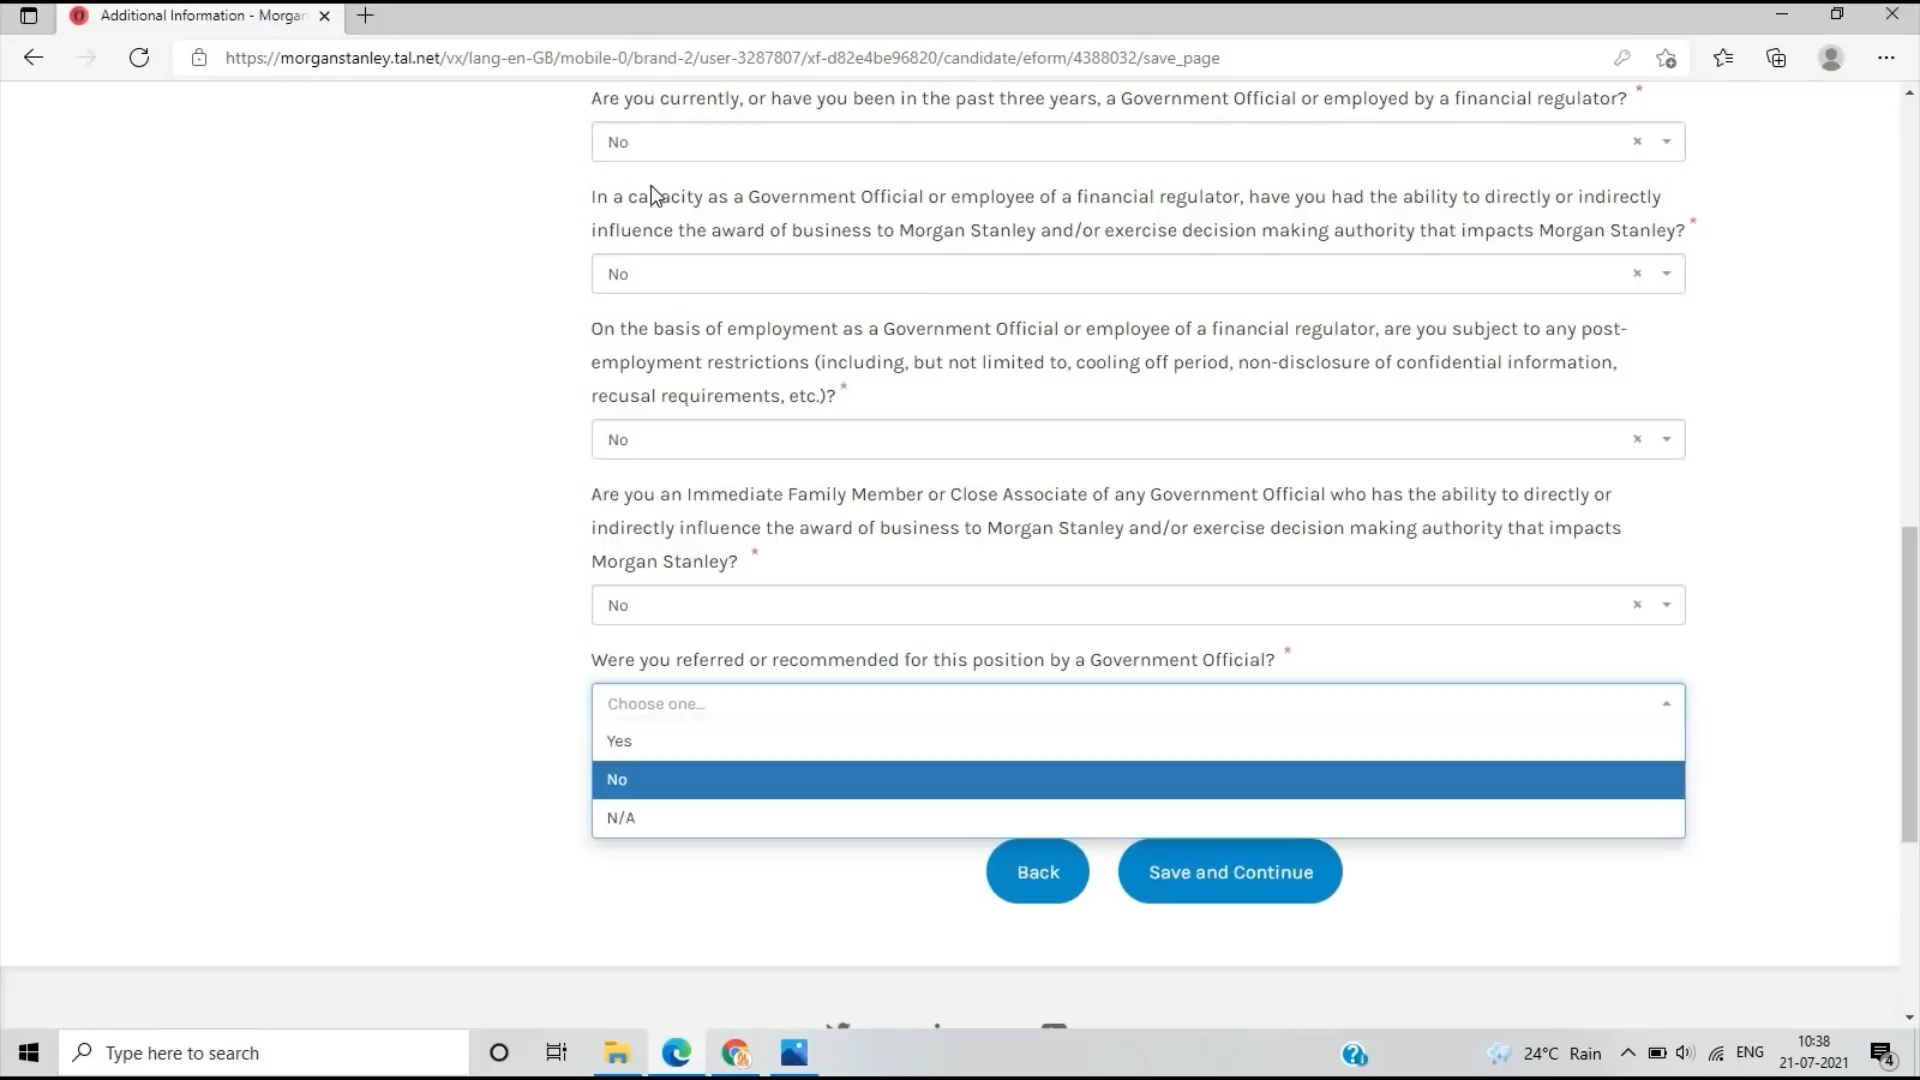 Additional Information - Morgan
https://morganstanley.tal.net/vx/lang-en-GB/mobile-0/brand-2/user-3287807/xf-d82e4be96820/candidate/eform/4388032/save_page
Are you currently, or have you been in the past three years, a Government Official or employed by a financial regulator? *
No
In a capacity as a Government Official or employee of a financial regulator, have you had the ability to directly or indirectly
influence the award of business to Morgan Stanley and/or exercise decision making authority that impacts Morgan Stanley? *
No
On the basis of employment as a Government Official or employee of a financial regulator, are you subject to any post-
employment restrictions (including, but not limited to, cooling off period, non-disclosure of confidential information,
recusal requirements, etc.)? *
No
Are you an Immediate Family Member or Close Associate of any Government Official who has the ability to directly or
indirectly influence the award of business to Morgan Stanley and/or exercise decision making authority that impacts
Morgan Stanley? *
No
Were you referred or recommended for this position by a Government Official? *
Choose one...
Yes
No
N/A
Back
Save and Continue
Type here to search
24°C Rain
ENG
10:38
21-07-2021
4